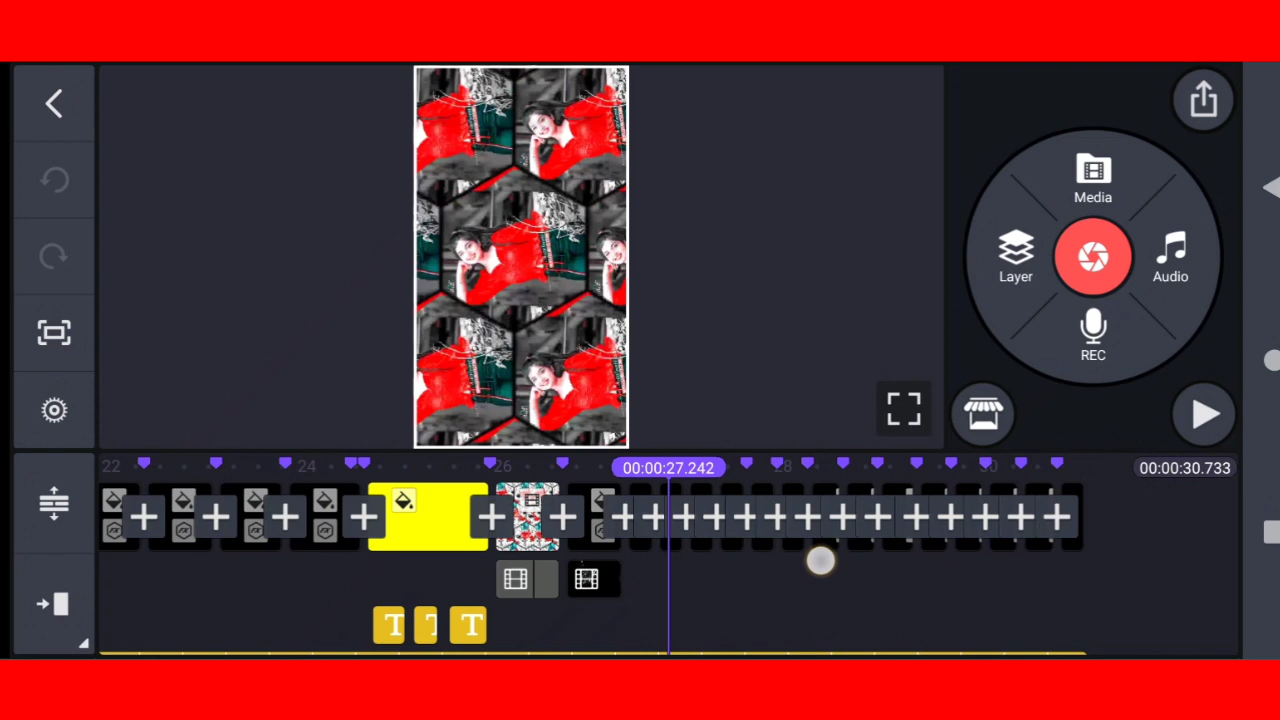 Media
Layer
Audio
REC
22
24
26
00:00:27.242
28
30
00:00:30.733
T
T
T